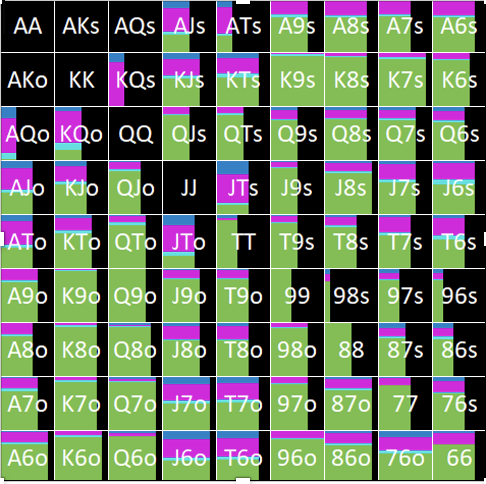 AA AKs AQs AJs ATs A9s A8s A7s A6s
AKo KK KQs KJs KTs K9s K8s K7s K6s
AQo KQo QQ QJs QTs Q9s Q8s Q7s Q6s
AJo KJo QJo JJ JTs J9s J8s J7s J6s
ATo KTo QTo JTo TT T9s T8s T7s T6s
A9o K9o Q9o J9o T9o 99 98s 97s 96s
A8o K8o Q8o J8o T8o 98o 88 87s 86s
A7o K7o Q7o J7o T7o 97o 87o 77 76s
A6o K6o Q6o J6o T6o 96o 86o 76o 66